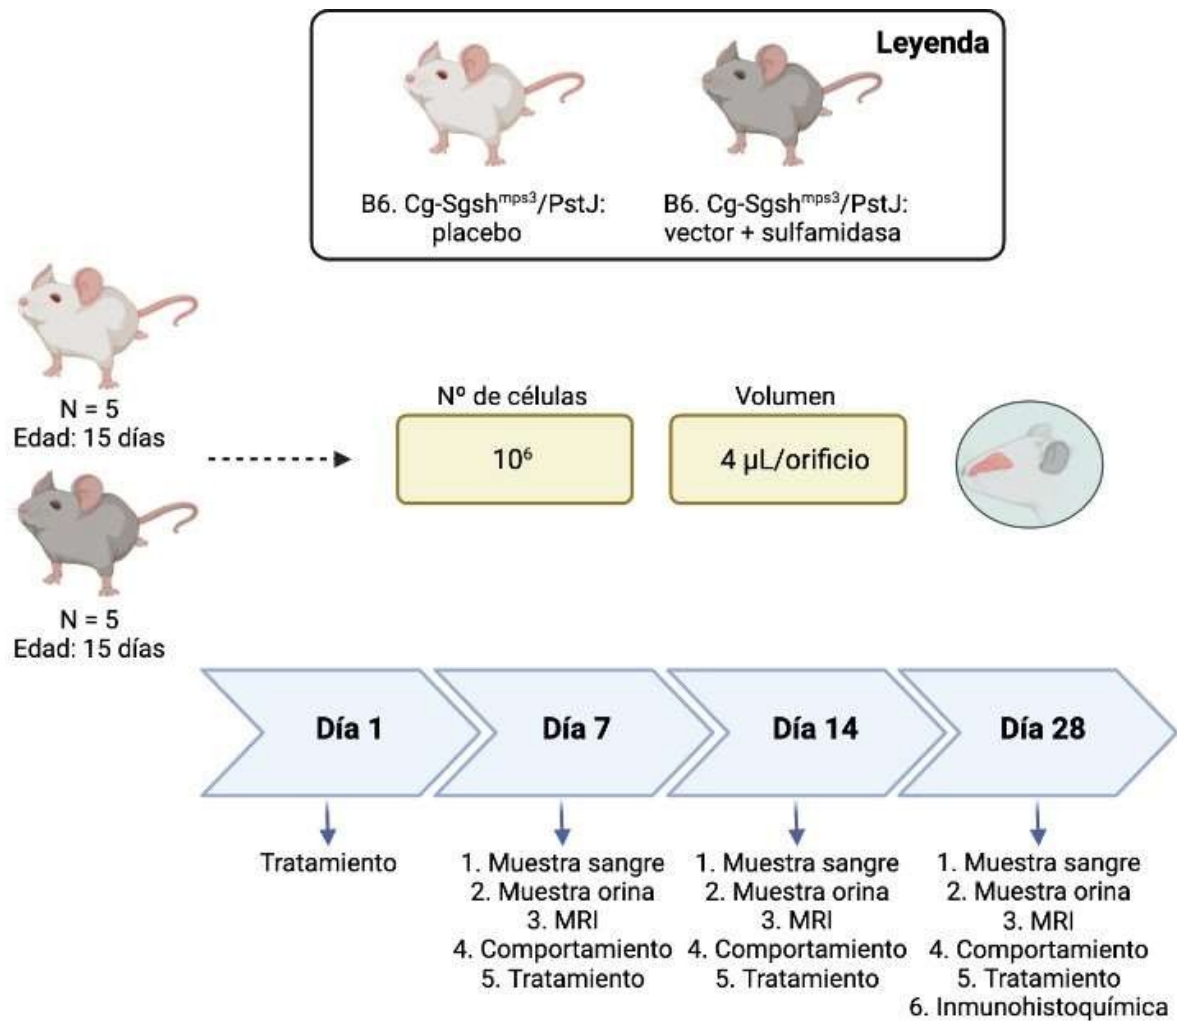 Leyenda
B6. Cg-Sgsh^mps3/PstJ:
placebo
B6. Cg-Sgsh^mps3/PstJ:
vector + sulfamidasa
N = 5
Edad: 15 días
N = 5
Edad: 15 días
Nº de células
10⁶
Volumen
4 µL/orificio
Día 1
Día 7
Día 14
Día 28
Tratamiento
1. Muestra sangre
2. Muestra orina
3. MRI
4. Comportamiento
5. Tratamiento
1. Muestra sangre
2. Muestra orina
3. MRI
4. Comportamiento
5. Tratamiento
1. Muestra sangre
2. Muestra orina
3. MRI
4. Comportamiento
5. Tratamiento
6. Inmunohistoquímica